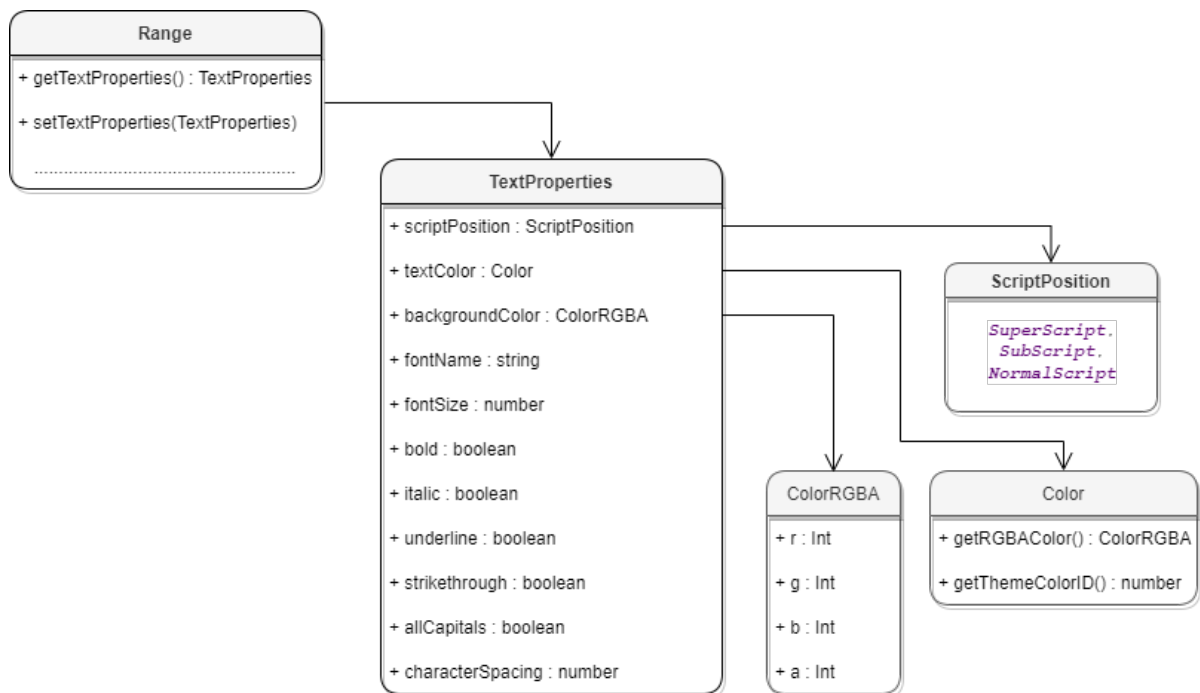 Range
+ getTextProperties() : TextProperties
+ setTextProperties(TextProperties)
TextProperties
+ scriptPosition : ScriptPosition
+ textColor : Color
+ backgroundColor : ColorRGBA
+ fontName : string
+ fontSize : number
+ bold : boolean
+ italic : boolean
+ underline : boolean
+ strikethrough : boolean
+ allCapitals : boolean
+ characterSpacing : number
ScriptPosition
SuperScript,
SubScript,
NormalScript
ColorRGBA
+ r : Int
+ g : Int
+ b : Int
+ a : Int
Color
+ getRGBAColor() : ColorRGBA
+ getThemeColorID() : number